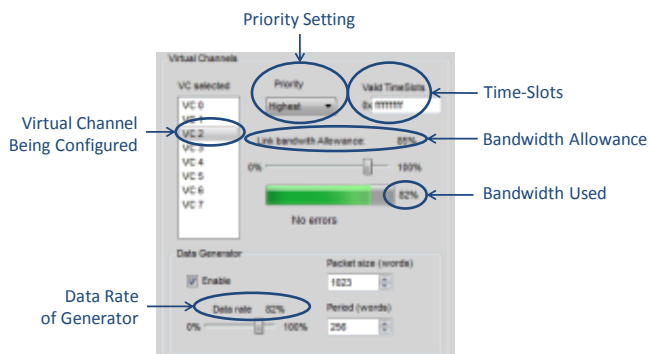 Priority Setting
Virtual Channels
VC selected
Priority
Valid TimeSlots
VC 0
Highest
0x ffffffff
Time-Slots
VC 1
Virtual Channel
Being Configured
VC 2
Link bandwith Allowance: 85%
Bandwidth Allowance
VC 3
VC 4
0% 100%
VC 5
VC 6
82%
Bandwidth Used
VC 7
No errors
Data Generator
Packet size (words)
Enable
1023
Data Rate
of Generator
Data rate 82%
Period (words)
0% 100%
256